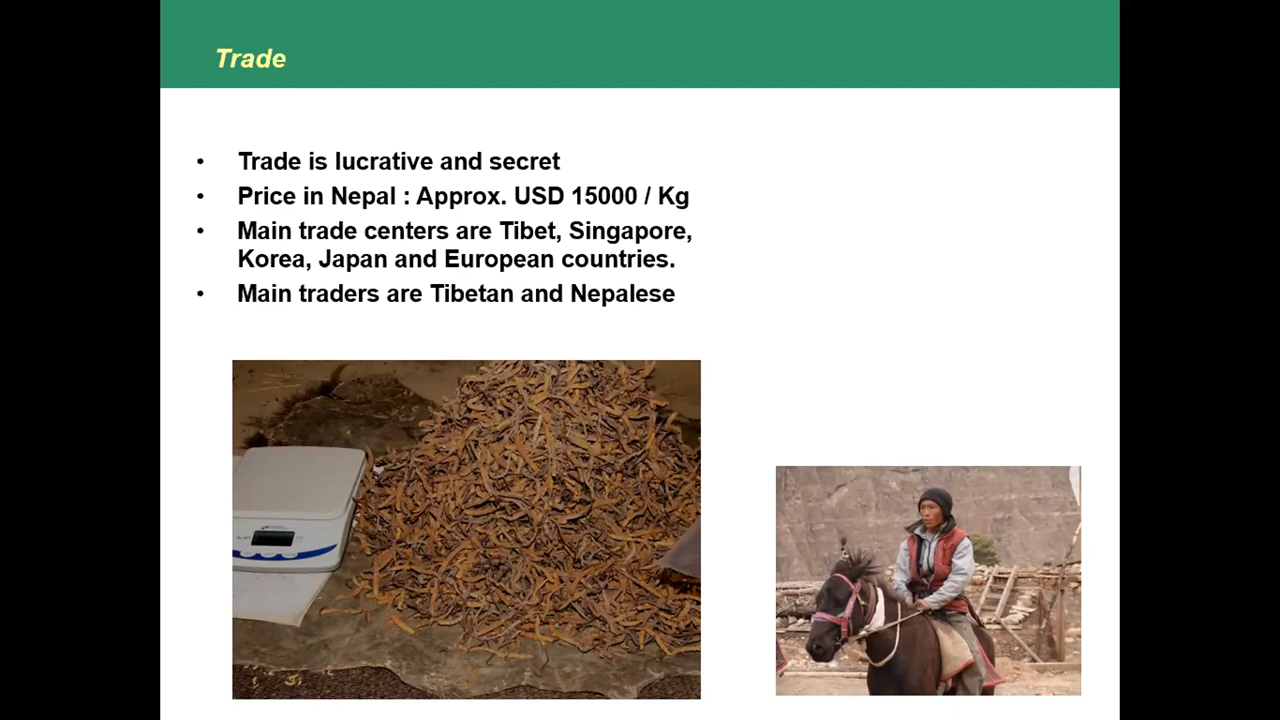 Trade
• Trade is lucrative and secret
• Price in Nepal : Approx. USD 15000 / Kg
• Main trade centers are Tibet, Singapore,
Korea, Japan and European countries.
• Main traders are Tibetan and Nepalese